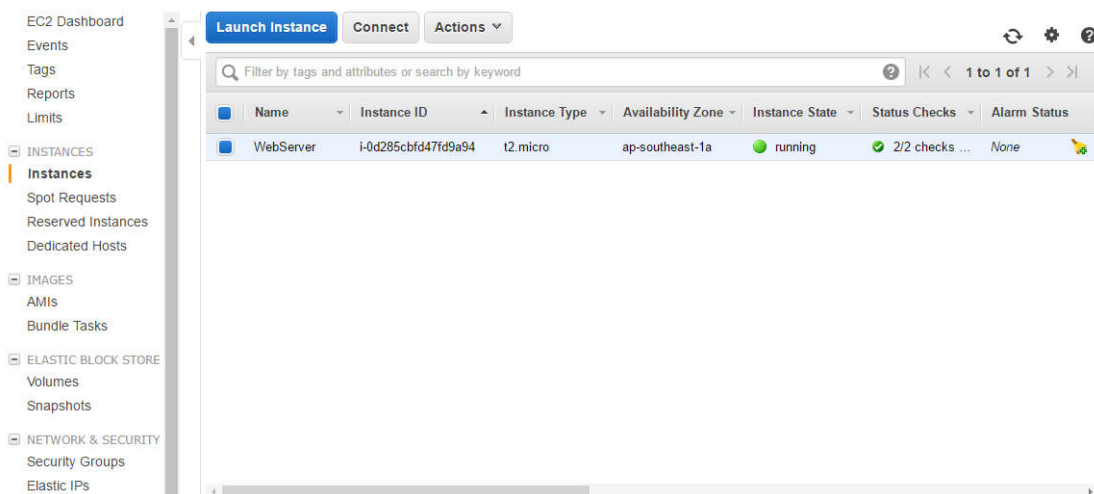 EC2 Dashboard
Events
Tags
Reports
Limits
INSTANCES
Instances
Spot Requests
Reserved Instances
Dedicated Hosts
IMAGES
AMIs
Bundle Tasks
ELASTIC BLOCK STORE
Volumes
Snapshots
NETWORK & SECURITY
Security Groups
Elastic IPs
Launch Instance Connect Actions
Filter by tags and attributes or search by keyword 1 to 1 of 1
Name Instance ID Instance Type Availability Zone Instance State Status Checks Alarm Status
WebServer i-0d285cbfd47fd9a94 t2.micro ap-southeast-1a running 2/2 checks ... None